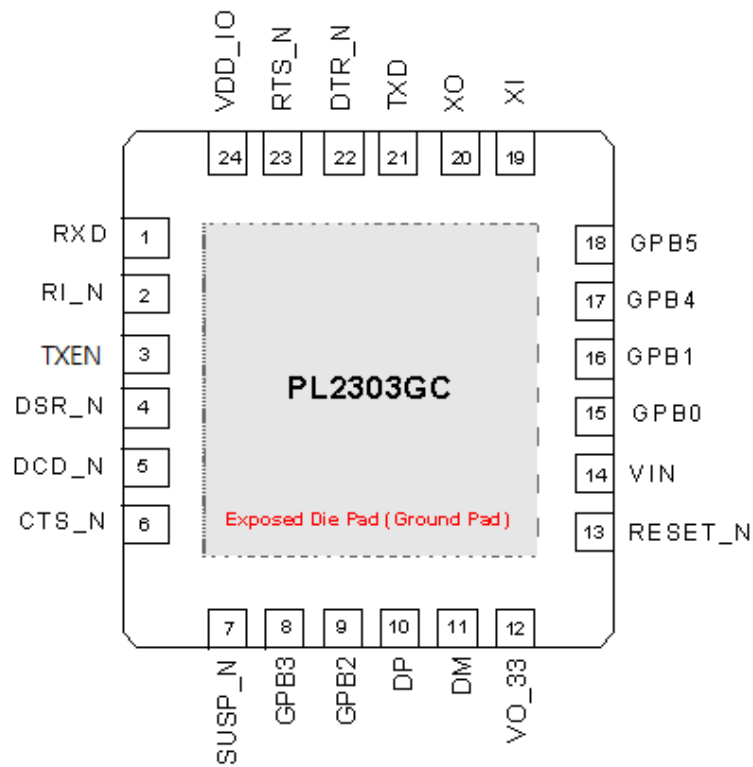 VDD_IO RTS_N DTR_N TXD XO XI
24 23 22 21 20 19
RXD 1 18 GPB5
RI_N 2 17 GPB4
TXEN 3 16 GPB1
DSR_N 4 15 GPB0
DCD_N 5 14 VIN
CTS_N 6 13 RESET_N
PL2303GC
Exposed Die Pad (Ground Pad)
7 8 9 10 11 12
SUSP_N GPB3 GPB2 DP DM VO_33